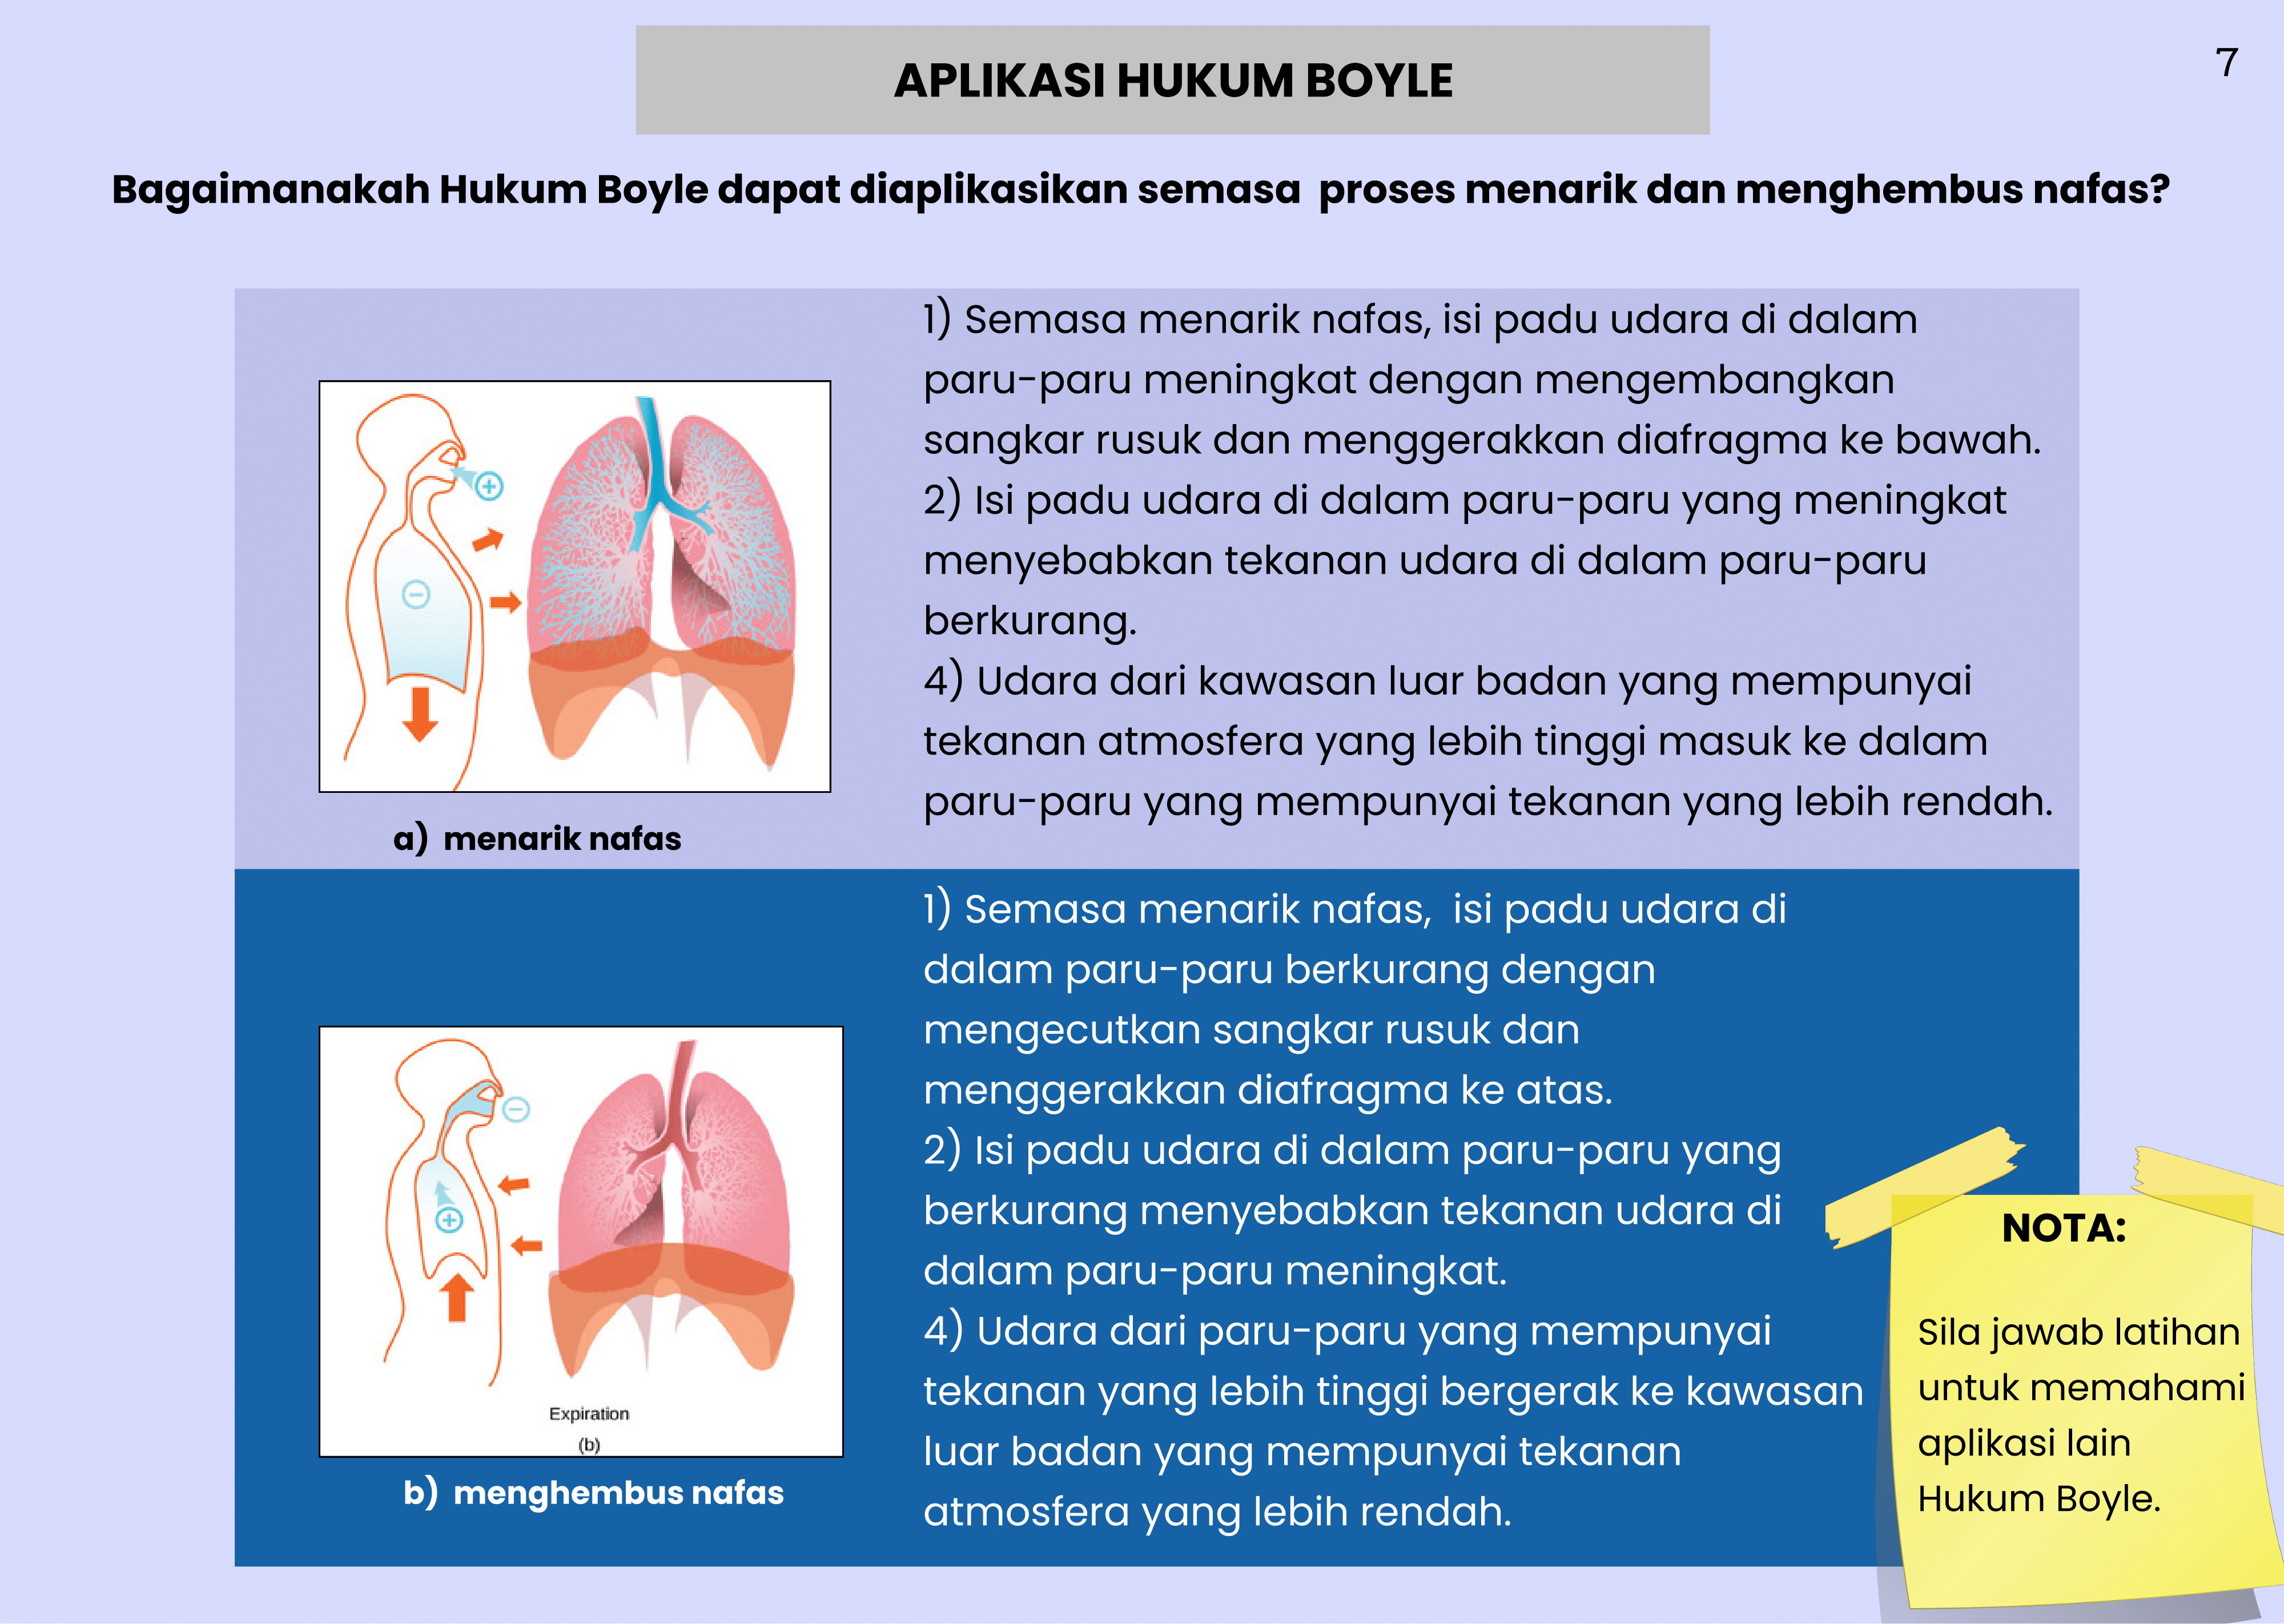 APLIKASI HUKUM BOYLE
7
Bagaimanakah Hukum Boyle dapat diaplikasikan semasa proses menarik dan menghembus nafas?
1) Semasa menarik nafas, isi padu udara di dalam
paru-paru meningkat dengan mengembangkan
sangkar rusuk dan menggerakkan diafragma ke bawah.
2) Isi padu udara di dalam paru-paru yang meningkat
menyebabkan tekanan udara di dalam paru-paru
berkurang.
4) Udara dari kawasan luar badan yang mempunyai
tekanan atmosfera yang lebih tinggi masuk ke dalam
paru-paru yang mempunyai tekanan yang lebih rendah.
a) menarik nafas
1) Semasa menarik nafas, isi padu udara di
dalam paru-paru berkurang dengan
mengecutkan sangkar rusuk dan
menggerakkan diafragma ke atas.
2) Isi padu udara di dalam paru-paru yang
berkurang menyebabkan tekanan udara di
dalam paru-paru meningkat.
4) Udara dari paru-paru yang mempunyai
tekanan yang lebih tinggi bergerak ke kawasan
luar badan yang mempunyai tekanan
atmosfera yang lebih rendah.
Expiration
(b)
b) menghembus nafas
NOTA:
Sila jawab latihan
untuk memahami
aplikasi lain
Hukum Boyle.